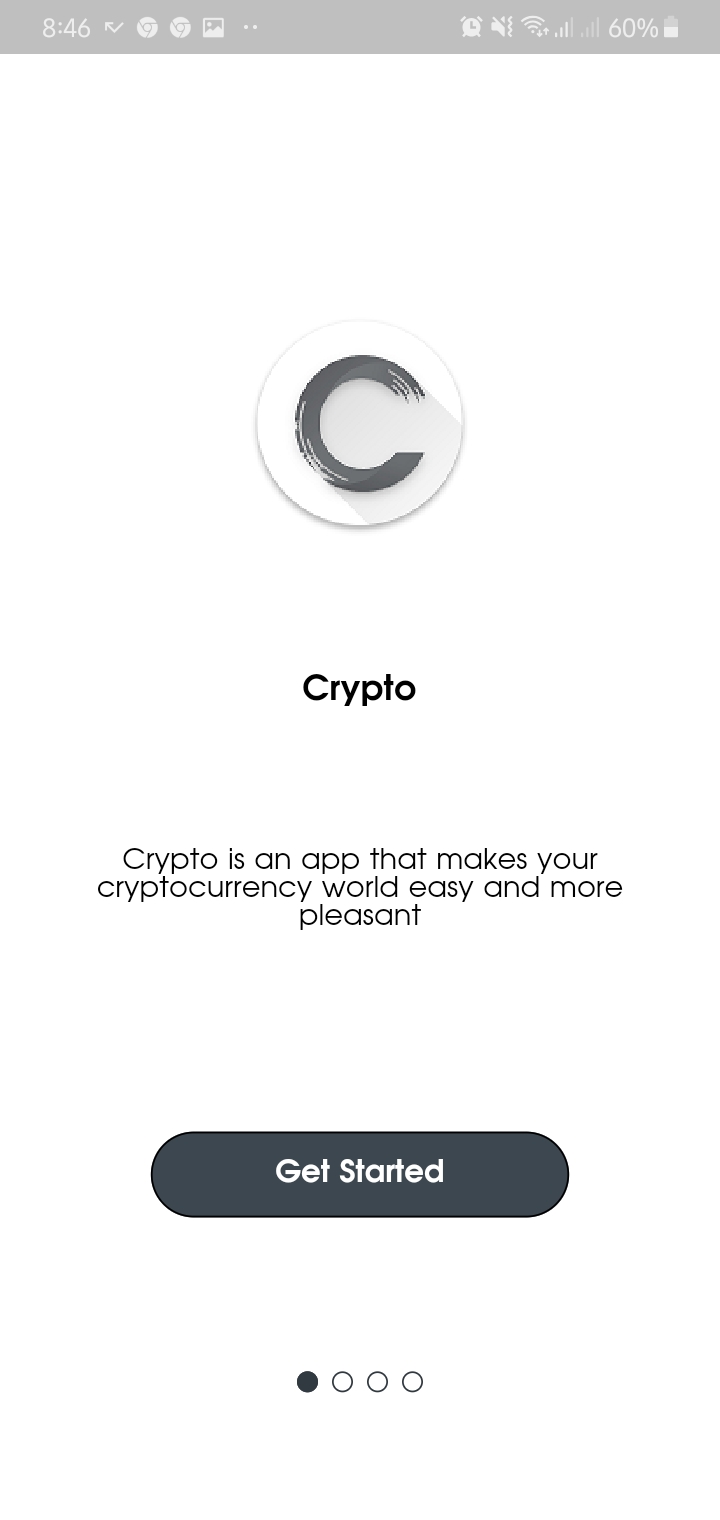 8:46 60%
Crypto
Crypto is an app that makes your
cryptocurrency world easy and more
pleasant
Get Started